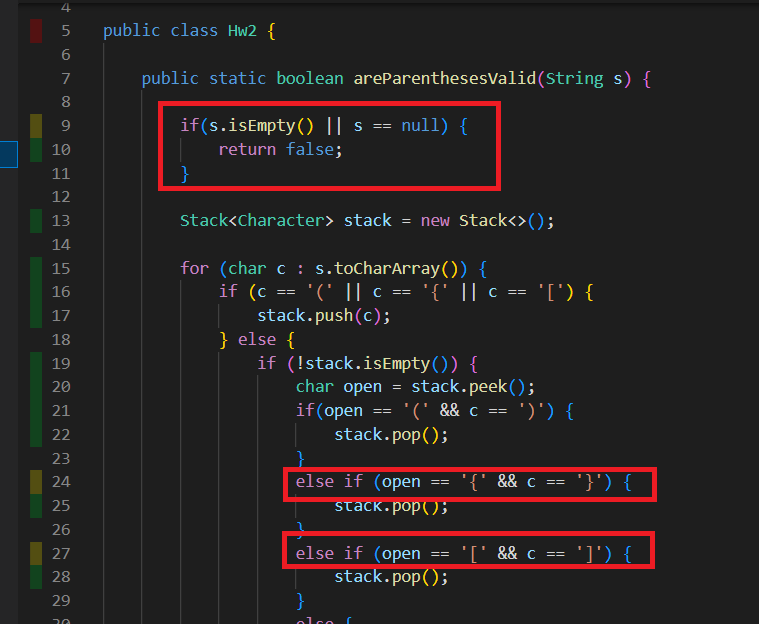 4
5 public class Hw2 {
6
7 public static boolean areParenthesesValid(String s) {
8
9 if(s.isEmpty() || s == null) {
10 return false;
11 }
12
13 Stack<Character> stack = new Stack<>();
14
15 for (char c : s.toCharArray()) {
16 if (c == '(' || c == '{' || c == '[') {
17 stack.push(c);
18 } else {
19 if (!stack.isEmpty()) {
20 char open = stack.peek();
21 if(open == '(' && c == ')') {
22 stack.pop();
23 }
24 else if (open == '{' && c == '}') {
25 stack.pop();
26 }
27 else if (open == '[' && c == ']') {
28 stack.pop();
29 }
30 else {